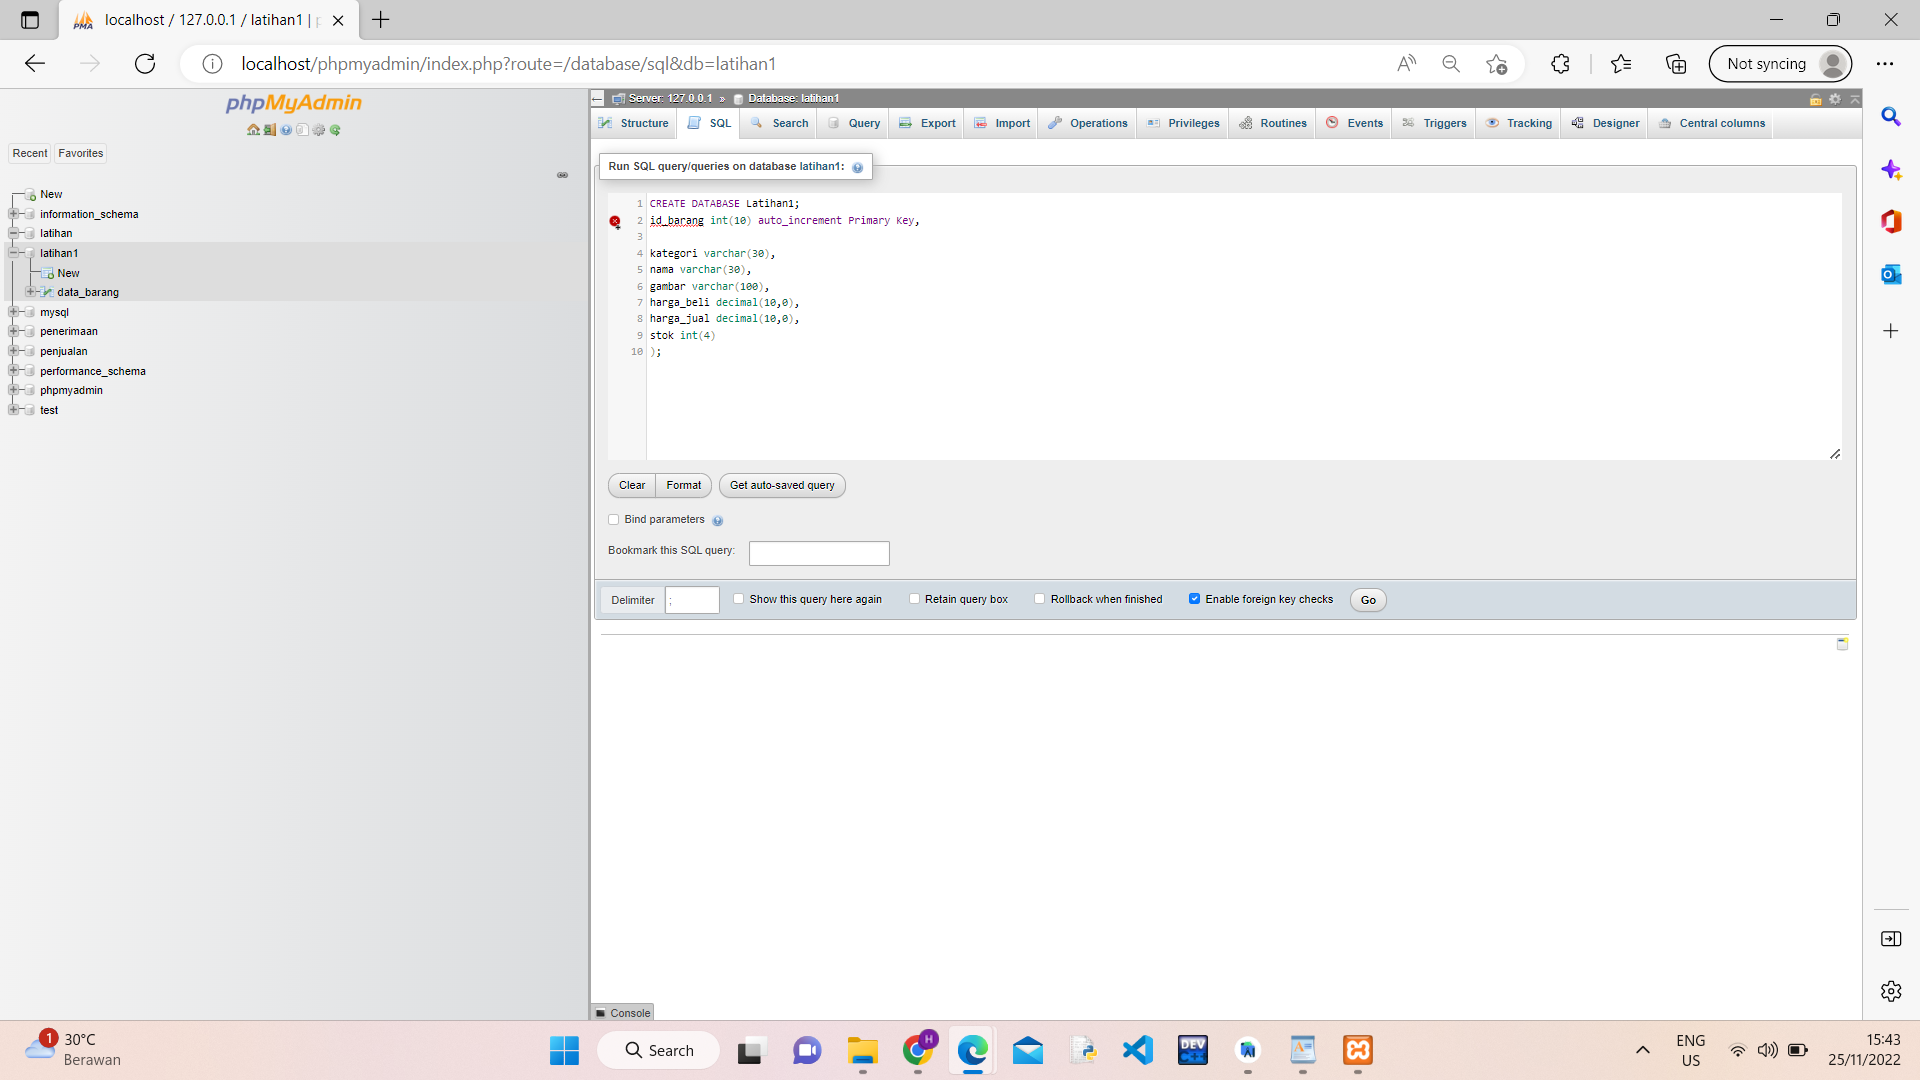 localhost / 127.0.0.1 / latihan1 | p
localhost/phpmyadmin/index.php?route=/database/sql&db=latihan1
Not syncing
phpMyAdmin
Recent
Favorites
New
information_schema
latihan
latihan1
New
data_barang
mysql
penerimaan
penjualan
performance_schema
phpmyadmin
test
Server: 127.0.0.1 » Database: latihan1
Structure
SQL
Search
Query
Export
Import
Operations
Privileges
Routines
Events
Triggers
Tracking
Designer
Central columns
Run SQL query/queries on database latihan1:
1 CREATE DATABASE Latihan1;
2 id_barang int(10) auto_increment Primary Key,
3
4 kategori varchar(30),
5 nama varchar(30),
6 gambar varchar(100),
7 harga_beli decimal(10,0),
8 harga_jual decimal(10,0),
9 stok int(4)
10 );
Clear
Format
Get auto-saved query
Bind parameters
Bookmark this SQL query:
Delimiter
;
Show this query here again
Retain query box
Rollback when finished
Enable foreign key checks
Go
Console
1
30°C
Berawan
Search
H
DEV
C++
ENG
US
15:43
25/11/2022